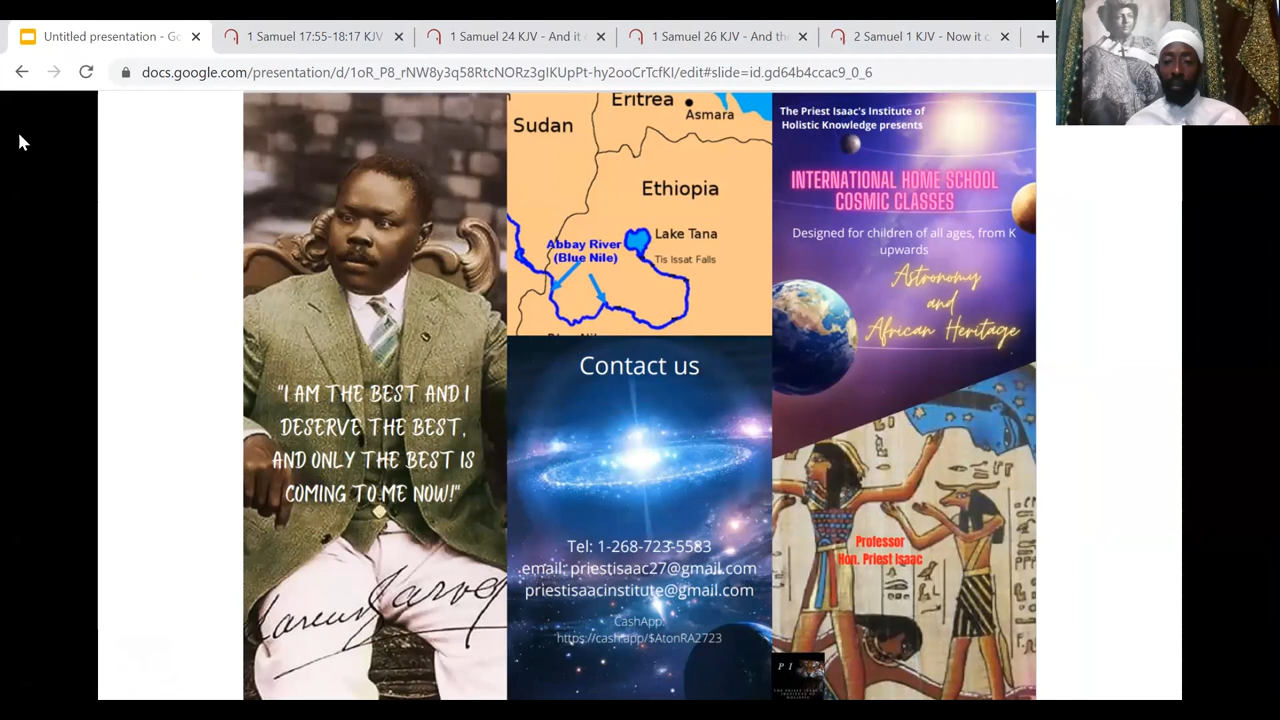 Untitled presentation - Go
1 Samuel 17:55-18:17 KJV
1 Samuel 24 KJV - And it c
1 Samuel 26 KJV - And the
2 Samuel 1 KJV - Now it c
docs.google.com/presentation/d/1oR_P8_rNW8y3q58RtcNORz3gIKUpPt-hy2ooCrTcfKI/edit#slide=id.gd64b4ccac9_0_6
"I AM THE BEST AND I
DESERVE THE BEST,
AND ONLY THE BEST IS
COMING TO ME NOW!"
Marcus Garvey
Eritrea
Asmara
Sudan
Ethiopia
Lake Tana
Abbay River
(Blue Nile)
Tis Issat Falls
Contact us
Tel: 1-268-723-5583
email: priestisaac27@gmail.com
priestisaacinstitute@gmail.com
CashApp:
https://cash.app/$AtonRA2723
The Priest Isaac's Institute of
Holistic Knowledge presents
INTERNATIONAL HOME SCHOOL
COSMIC CLASSES
Designed for children of all ages, from K
upwards
Astronomy
and
African Heritage
Professor
Hon. Priest Isaac
P I